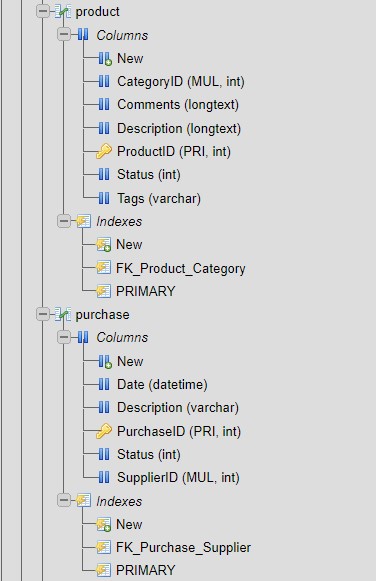 product
Columns
New
CategoryID (MUL, int)
Comments (longtext)
Description (longtext)
ProductID (PRI, int)
Status (int)
Tags (varchar)
Indexes
New
FK_Product_Category
PRIMARY
purchase
Columns
New
Date (datetime)
Description (varchar)
PurchaseID (PRI, int)
Status (int)
SupplierID (MUL, int)
Indexes
New
FK_Purchase_Supplier
PRIMARY